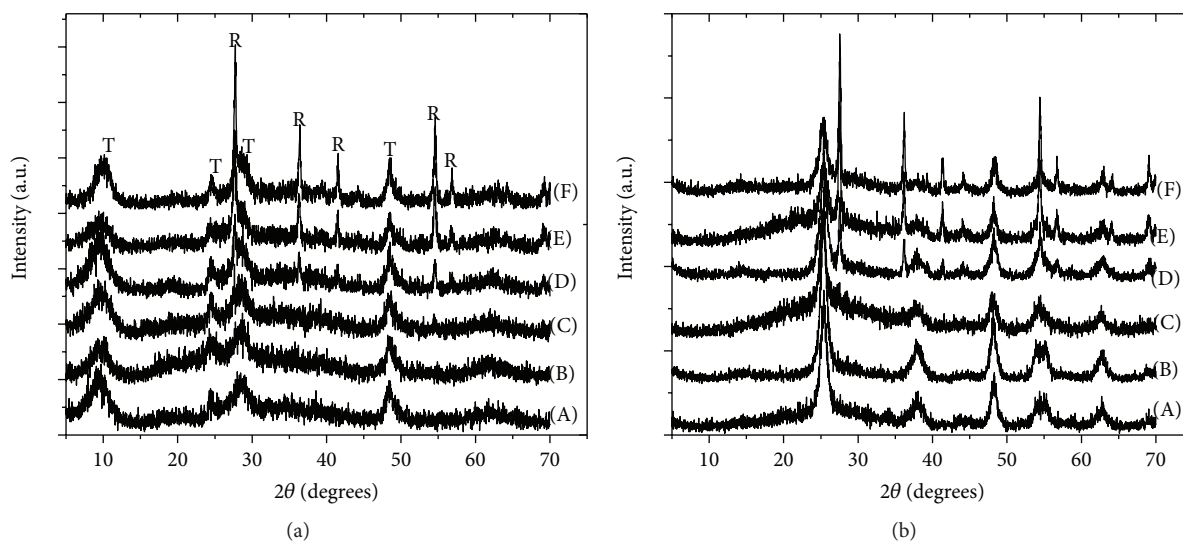 R
R
R
R
R
T
T
T
T
(F)
(E)
(D)
(C)
(B)
(A)
Intensity (a.u.)
10 20 30 40 50 60 70
2θ (degrees)
(a)
(F)
(E)
(D)
(C)
(B)
(A)
Intensity (a.u.)
10 20 30 40 50 60 70
2θ (degrees)
(b)